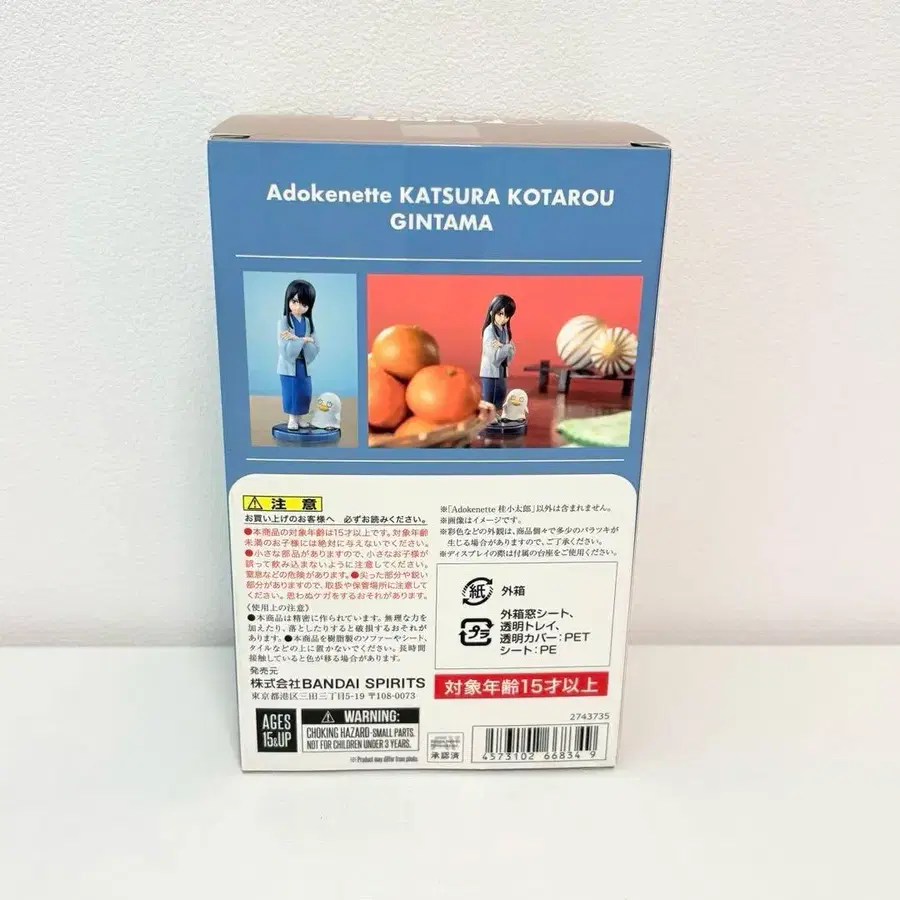 Adokenette KATSURA KOTAROU
GINTAMA
注 意
お買い上げのお客様へ 必ずお読みください。
●本商品の対象年齢は15才以上です。対象年齢
未満のお子様には絶対に与えないでください。
●小さな部品がありますので、小さなお子様が
誤って飲み込まないように注意してください。
窒息などの危険があります。●尖った部分や鋭い
部分がありますので、取扱や保管場所に注意して
ください。思わぬケガをするおそれがあります。
〈使用上の注意〉
●本商品は精密に作られています。無理な力を
加えたり、落としたりすると破損するおそれが
あります。●本商品を樹脂製のソファーやシート、
タイルなどの上に置かないでください。長時間
接触していると色が移る場合があります。
発売元
株式会社BANDAI SPIRITS
東京都港区三田三丁目5-19 〒108-0073
AGES
15&UP
WARNING:
CHOKING HAZARD-SMALL PARTS.
NOT FOR CHILDREN UNDER 3 YEARS.
※Product may differ from photo.
※「Adokenette 桂小太郎」以外は含まれません。
※画像はイメージです。
※彩色などの外観は、商品個々で多少のバラツキが
生じる場合がありますので、ご了承ください。
※ディスプレイの際は付属の台座をご使用ください。
紙 外箱
プラ
外箱窓シート、
透明トレイ、
透明カバー:PET
シート:PE
対象年齢15才以上
2743735
承認済
4573102 66834 9